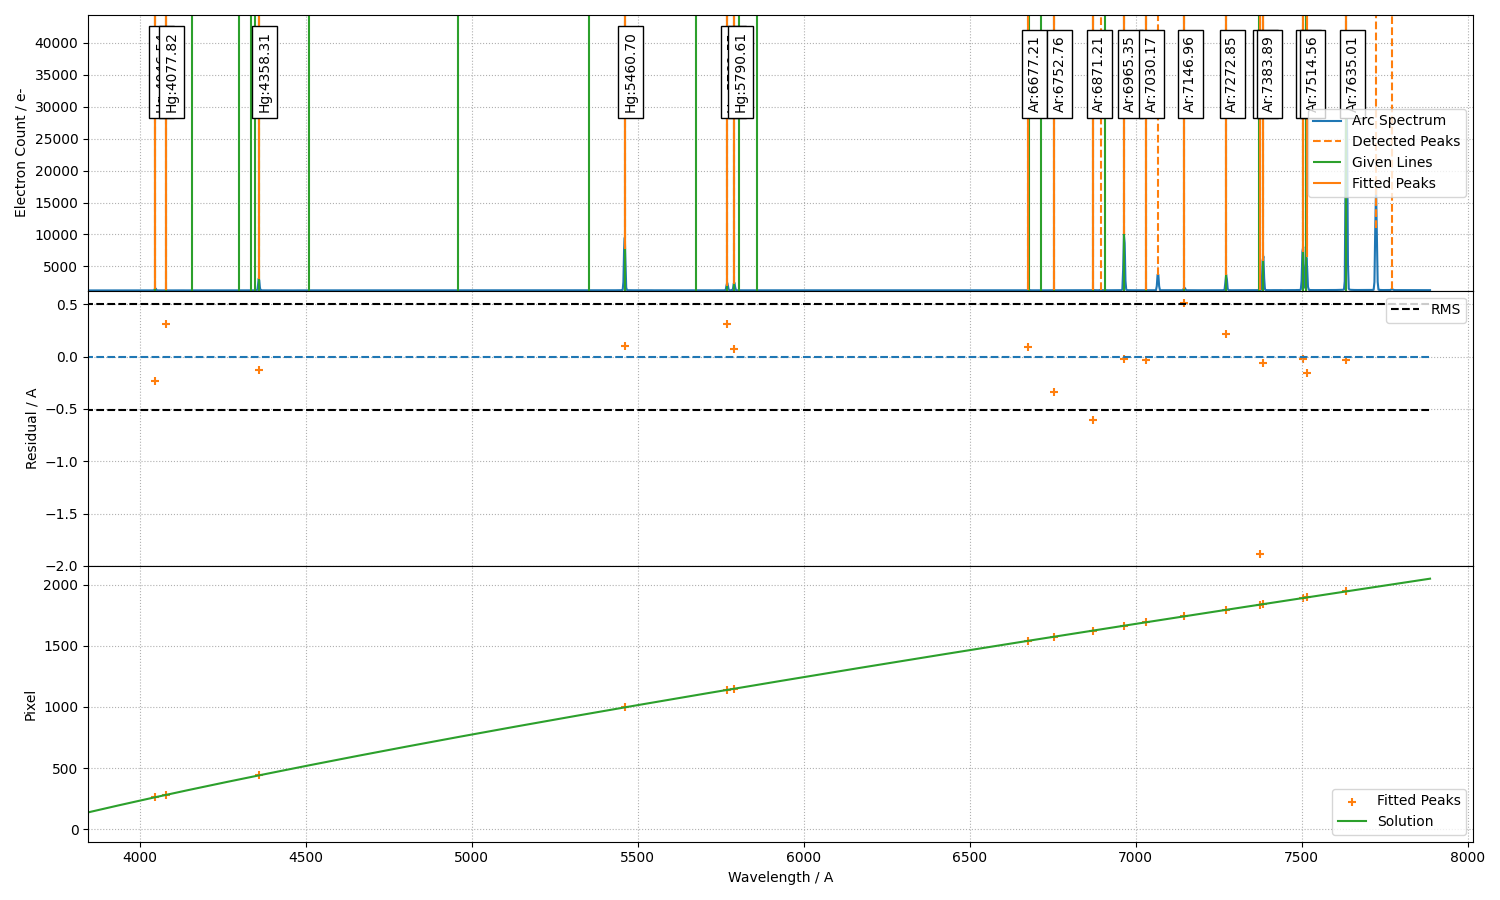 Electron Count / e-
40000
35000
30000
25000
20000
15000
10000
5000
Hg:4077.82
Hg:4358.31
Hg:5460.70
Hg:5790.61
Ar:6677.21
Ar:6752.76
Ar:6871.21
Ar:6965.35
Ar:7030.17
Ar:7146.96
Ar:7272.85
Ar:7383.89
Ar:7514.56
Ar:7635.01
Arc Spectrum
Detected Peaks
Given Lines
Fitted Peaks
Residual / A
0.5
0.0
−0.5
−1.0
−1.5
−2.0
RMS
Pixel
2000
1500
1000
500
0
Fitted Peaks
Solution
4000 4500 5000 5500 6000 6500 7000 7500 8000
Wavelength / A